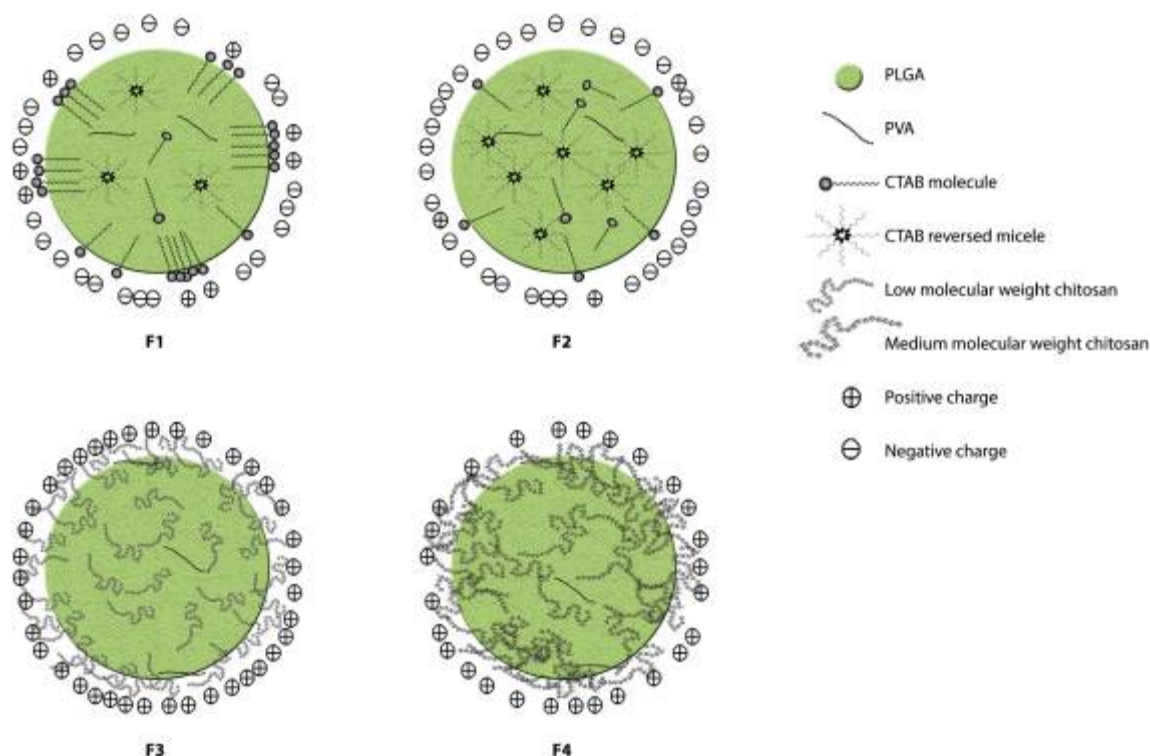 F1
F2
F3
F4
PLGA
PVA
CTAB molecule
CTAB reversed micele
Low molecular weight chitosan
Medium molecular weight chitosan
Positive charge
Negative charge